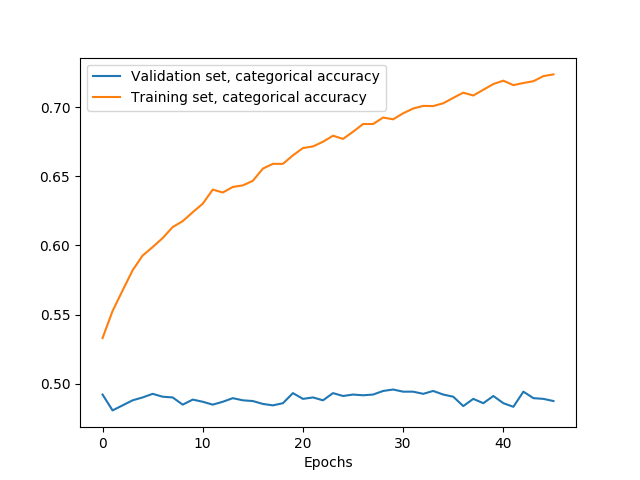 Validation set, categorical accuracy
Training set, categorical accuracy
0.70
0.65
0.60
0.55
0.50
0 10 20 30 40
Epochs